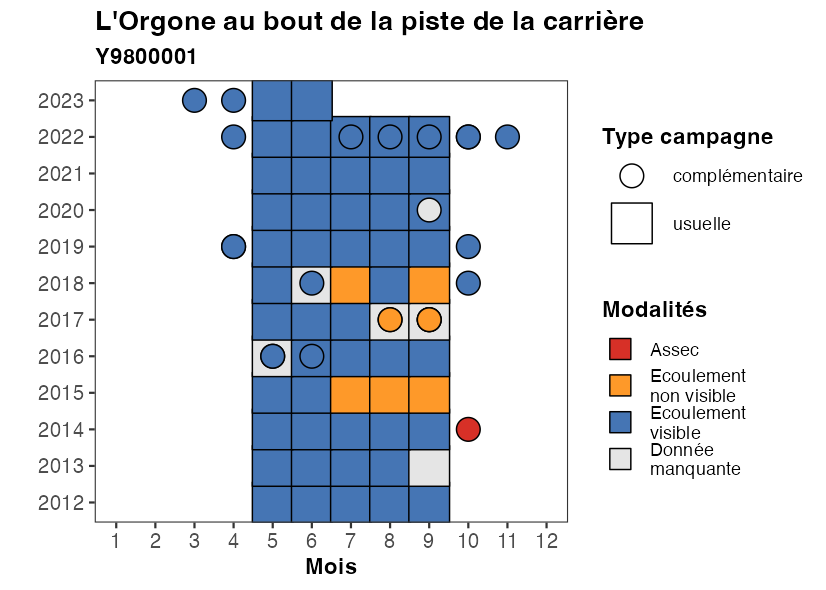 L'Orgone au bout de la piste de la carrière
Y9800001
2023
2022
2021
2020
2019
2018
2017
2016
2015
2014
2013
2012
1 2 3 4 5 6 7 8 9 10 11 12
Mois
Type campagne
complémentaire
usuelle
Modalités
Assec
Ecoulement
non visible
Ecoulement
visible
Donnée
manquante